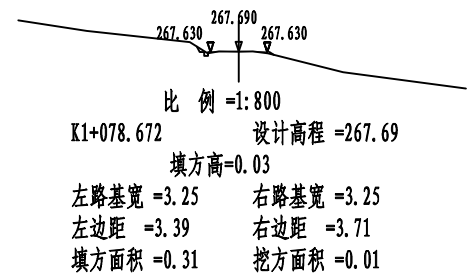 267.690
267.630 267.630
比 例 =1:800
K1+078.672 设计高程 =267.69
填方高=0.03
左路基宽 =3.25 右路基宽 =3.25
左边距 =3.39 右边距 =3.71
填方面积 =0.31 挖方面积 =0.01